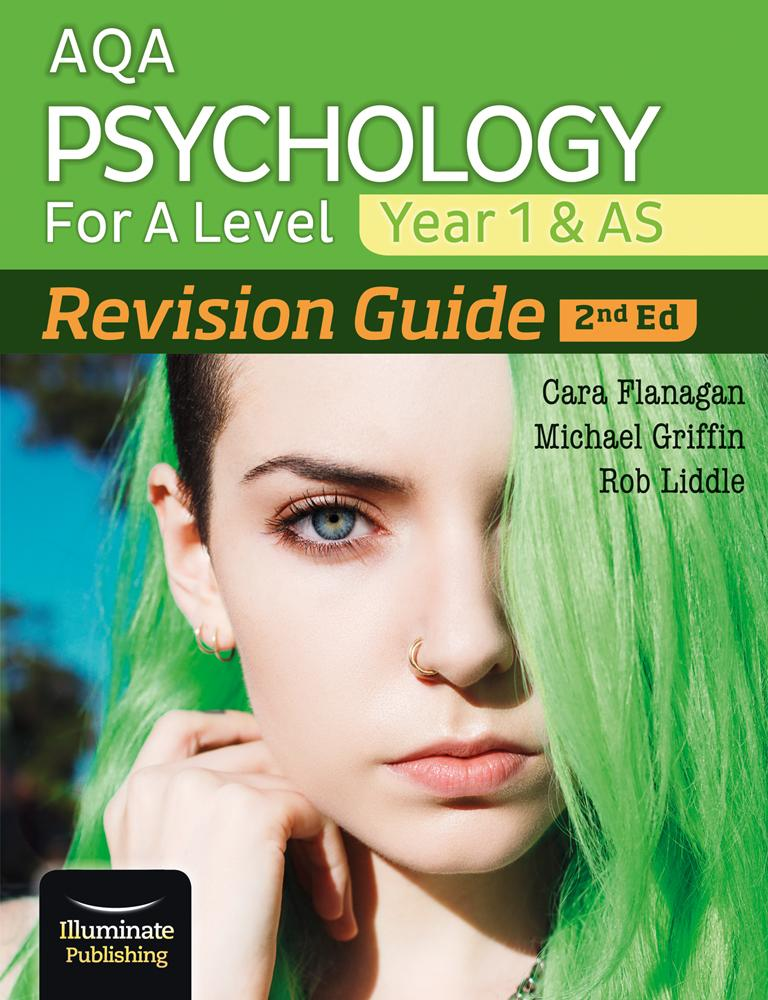 AQA
PSYCHOLOGY
For A Level Year 1 & AS
Revision Guide 2nd Ed
Cara Flanagan
Michael Griffin
Rob Liddle
Illuminate
Publishing